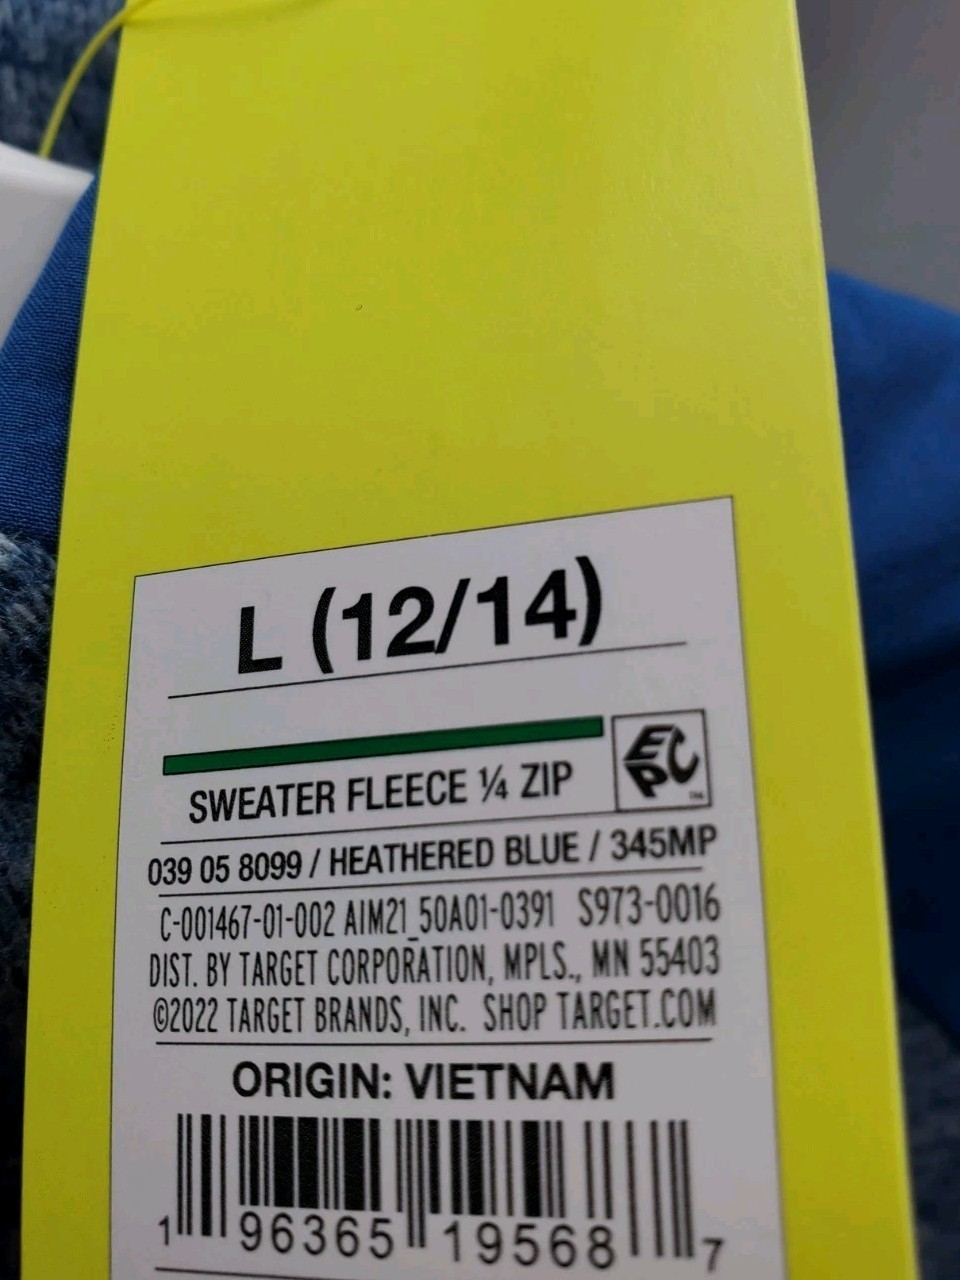 L (12/14)
SWEATER FLEECE ¼ ZIP
EPC™
039 05 8099 / HEATHERED BLUE / 345MP
C-001467-01-002 AIM21_50A01-0391 S973-0016
DIST. BY TARGET CORPORATION, MPLS., MN 55403
©2022 TARGET BRANDS, INC. SHOP TARGET.COM
ORIGIN: VIETNAM
1 96365 19568 7